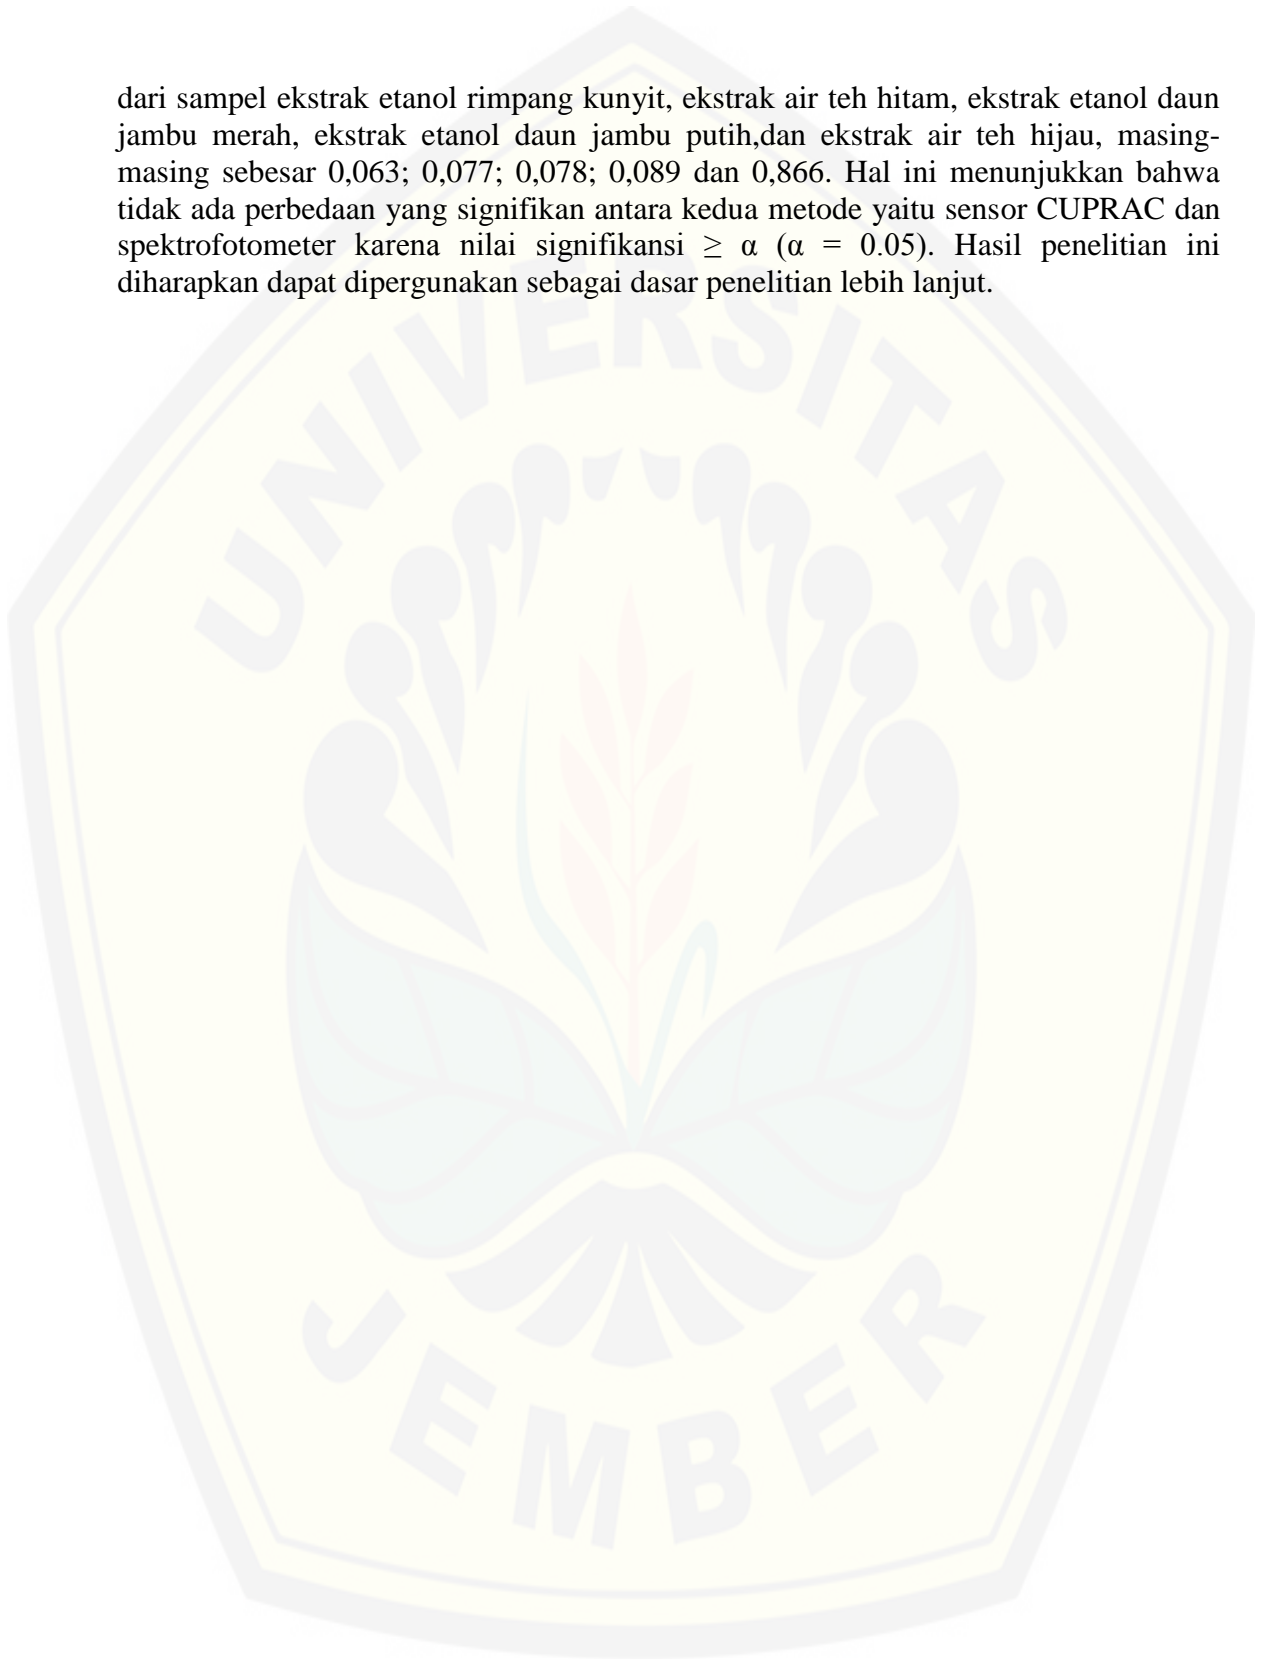 dari sampel ekstrak etanol rimpang kunyit, ekstrak air teh hitam, ekstrak etanol daun
jambu merah, ekstrak etanol daun jambu putih,dan ekstrak air teh hijau, masing-
masing sebesar 0,063; 0,077; 0,078; 0,089 dan 0,866. Hal ini menunjukkan bahwa
tidak ada perbedaan yang signifikan antara kedua metode yaitu sensor CUPRAC dan
spektrofotometer karena nilai signifikansi ≥ α (α = 0.05). Hasil penelitian ini
diharapkan dapat dipergunakan sebagai dasar penelitian lebih lanjut.
UNIVERSITAS
JEMBER